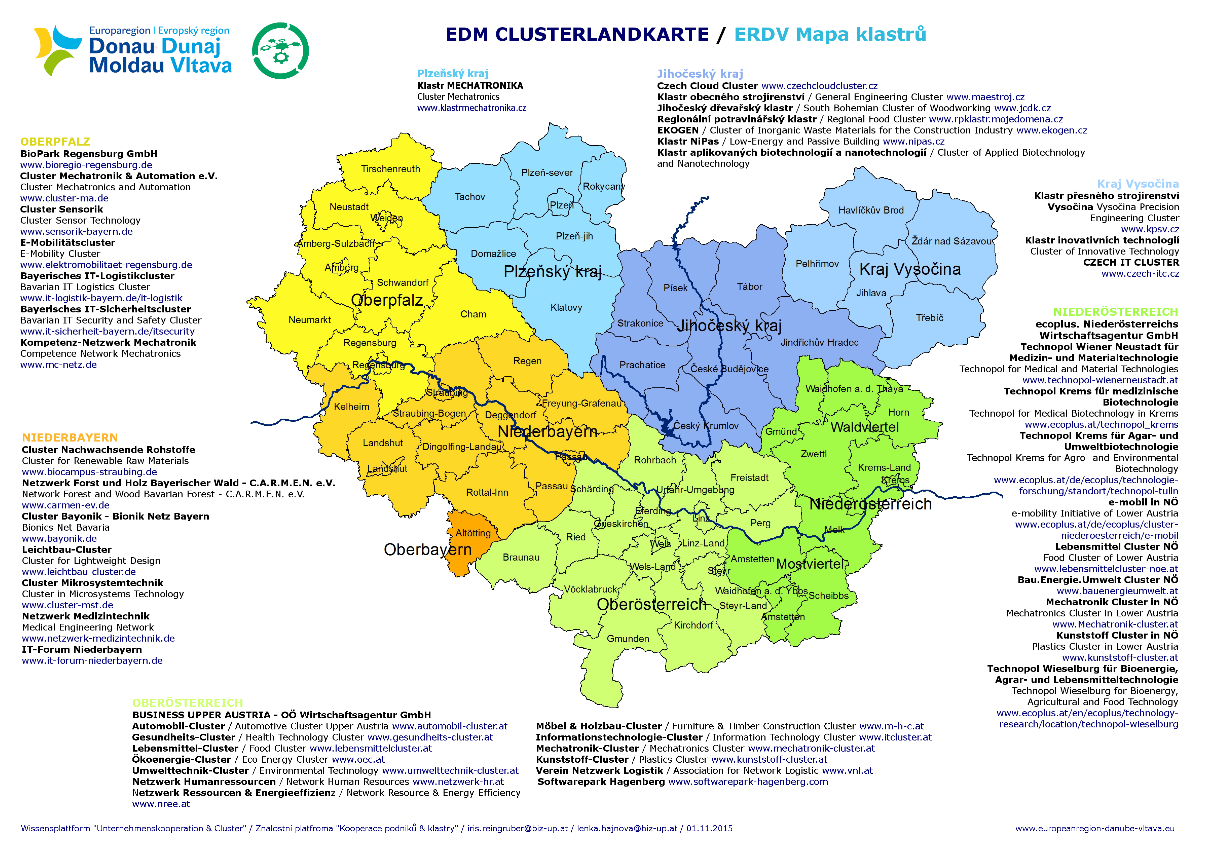 Europaregion | Evropský region
Donau Dunaj
Moldau Vltava
EDM CLUSTERLANDKARTE / ERDV Mapa klastrů
Plzeňský kraj
Klastr MECHATRONIKA
Cluster Mechatronics
www.klastrmechatronika.cz
Jihočeský kraj
Czech Cloud Cluster www.czechcloudcluster.cz
Klastr obecného strojírenství / General Engineering Cluster www.maestroj.cz
Jihočeský dřevařský klastr / South Bohemian Cluster of Woodworking www.jcdk.cz
Regionální potravinářský klastr / Regional Food Cluster www.rpklastr.mojedomena.cz
EKOGEN / Cluster of Inorganic Waste Materials for the Construction Industry www.ekogen.cz
Klastr NiPas / Low-Energy and Passive Building www.nipas.cz
Klastr aplikovaných biotechnologií a nanotechnologií / Cluster of Applied Biotechnology
and Nanotechnology
OBERPFALZ
BioPark Regensburg GmbH
www.bioregio-regensburg.de
Cluster Mechatronik & Automation e.V.
Cluster Mechatronics and Automation
www.cluster-ma.de
Cluster Sensorik
Cluster Sensor Technology
www.sensorik-bayern.de
E-Mobilitätscluster
E-Mobility Cluster
www.elektromobilitaet-regensburg.de
Bayerisches IT-Logistikcluster
Bavarian IT Logistics Cluster
www.it-logistik-bayern.de/it-logistik
Bayerisches IT-Sicherheitscluster
Bavarian IT Security and Safety Cluster
www.it-sicherheit-bayern.de/itsecurity
Kompetenz-Netzwerk Mechatronik
Competence Network Mechatronics
www.mc-netz.de
NIEDERBAYERN
Cluster Nachwachsende Rohstoffe
Cluster for Renewable Raw Materials
www.biocampus-straubing.de
Netzwerk Forst und Holz Bayerischer Wald - C.A.R.M.E.N. e.V.
Network Forest and Wood Bavarian Forest - C.A.R.M.E.N. e.V.
www.carmen-ev.de
Cluster Bayonik - Bionik Netz Bayern
Bionics Net Bavaria
www.bayonik.de
Leichtbau-Cluster
Cluster for Lightweight Design
www.leichtbau-cluster.de
Cluster Mikrosystemtechnik
Cluster in Microsystems Technology
www.cluster-mst.de
Netzwerk Medizintechnik
Medical Engineering Network
www.netzwerk-medizintechnik.de
IT-Forum Niederbayern
www.it-forum-niederbayern.de
Kraj Vysočina
Klastr přesného strojírenství
Vysočina Vysočina Precision
Engineering Cluster
www.kpsv.cz
Klastr inovativních technologií
Cluster of Innovative Technology
CZECH IT CLUSTER
www.czech-itc.cz
NIEDERÖSTERREICH
ecoplus. Niederösterreichs
Wirtschaftsagentur GmbH
Technopol Wiener Neustadt für
Medizin- und Materialtechnologie
Technopol for Medical and Material Technologies
www.technopol-wienerneustadt.at
Technopol Krems für medizinische
Biotechnologie
Technopol for Medical Biotechnology in Krems
www.ecoplus.at/technopol_krems
Technopol Krems für Agar- und
Umweltbiotechnologie
Technopol Krems for Agro- and Environmental
Biotechnology
www.ecoplus.at/de/ecoplus/technologie-
forschung/standort/technopol-tulln
e-mobil in NÖ
e-mobility Initiative of Lower Austria
www.ecoplus.at/de/ecoplus/cluster-
niederoesterreich/e-mobil
Lebensmittel Cluster NÖ
Food Cluster of Lower Austria
www.lebensmittelcluster-noe.at
Bau.Energie.Umwelt Cluster NÖ
www.bauenergieumwelt.at
Mechatronik Cluster in NÖ
Mechatronics Cluster in Lower Austria
www.Mechatronik-cluster.at
Kunststoff Cluster in NÖ
Plastics Cluster in Lower Austria
www.kunststoff-cluster.at
Technopol Wieselburg für Bioenergie,
Agrar- und Lebensmitteltechnologie
Technopol Wieselburg for Bioenergy,
Agricultural and Food Technology
www.ecoplus.at/en/ecoplus/technology-
research/location/technopol-wieselburg
Tirschenreuth
Neustadt
Weiden
Amberg-Sulzbach
Amberg
Schwandorf
Oberpfalz
Neumarkt
Cham
Regensburg
Regensburg
Tachov
Plzeň-sever
Rokycany
Plzeň
Plzeň-jih
Domažlice
Plzeňský kraj
Klatovy
Písek
Tábor
Strakonice
Jihočeský kraj
Jindřichův Hradec
Prachatice
České Budějovice
Český Krumlov
Havlíčkův Brod
Ždár nad Sázavou
Pelhřimov
Kraj Vysočina
Jihlava
Třebíč
Regen
Straubing
Kelheim
Straubing-Bogen
Deggendorf
Freyung-Grafenau
Niederbayern
Landshut
Dingolfing-Landau
Landshut
Passau
Rottal-Inn
Passau
Altötting
Oberbayern
Waidhofen a. d. Thaya
Horn
Gmünd
Waldviertel
Zwettl
Krems-Land
Krems
Niederösterreich
Melk
Rohrbach
Freistadt
Schärding
Urfahr-Umgebung
Eferding
Linz
Perg
Grieskirchen
Ried
Wels
Linz-Land
Braunau
Wels-Land
Steyr
Amstetten
Mostviertel
Vöcklabruck
Waidhofen a. d. Ybbs
Scheibbs
Oberösterreich
Steyr-Land
Amstetten
Kirchdorf
Gmunden
OBERÖSTERREICH
BUSINESS UPPER AUSTRIA - OÖ Wirtschaftsagentur GmbH
Automobil-Cluster / Automotive Cluster Upper Austria www.automobil-cluster.at
Gesundheits-Cluster / Health Technology Cluster www.gesundheits-cluster.at
Lebensmittel-Cluster / Food Cluster www.lebensmittelcluster.at
Ökoenergie-Cluster / Eco Energy Cluster www.oec.at
Umwelttechnik-Cluster / Environmental Technology www.umwelttechnik-cluster.at
Netzwerk Humanressourcen / Network Human Resources www.netzwerk-hr.at
Netzwerk Ressourcen & Energieeffizienz / Network Resource & Energy Efficiency
www.nree.at
Möbel & Holzbau-Cluster / Furniture & Timber Construction Cluster www.m-h-c.at
Informationstechnologie-Cluster / Information Technology Cluster www.itcluster.at
Mechatronik-Cluster / Mechatronics Cluster www.mechatronik-cluster.at
Kunststoff-Cluster / Plastics Cluster www.kunststoff-cluster.at
Verein Netzwerk Logistik / Association for Network Logistic www.vnl.at
Softwarepark Hagenberg www.softwarepark-hagenberg.com
Wissensplattform "Unternehmenskooperation & Cluster" / Znalostní platfroma "Kooperace podniků & klastry" / iris.reingruber@biz-up.at / lenka.hajnova@biz-up.at / 01.11.2015
www.europeanregion-danube-vltava.eu